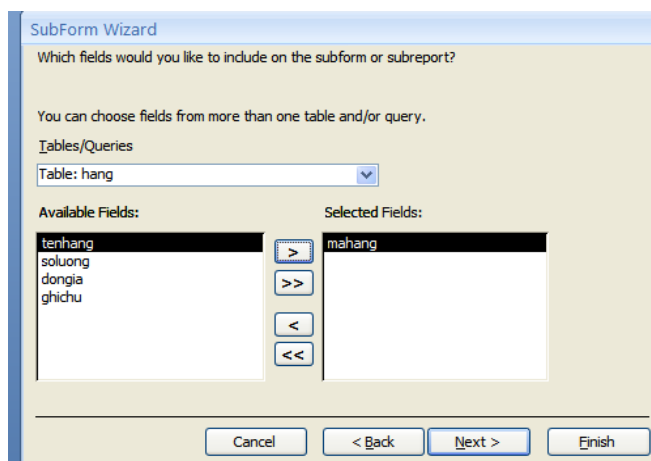 SubForm Wizard
Which fields would you like to include on the subform or subreport?
You can choose fields from more than one table and/or query.
Tables/Queries
Table: hang
Available Fields:
tenhang
soluong
dongia
ghichu
>
>>
<
<<
Selected Fields:
mahang
Cancel
< Back
Next >
Finish